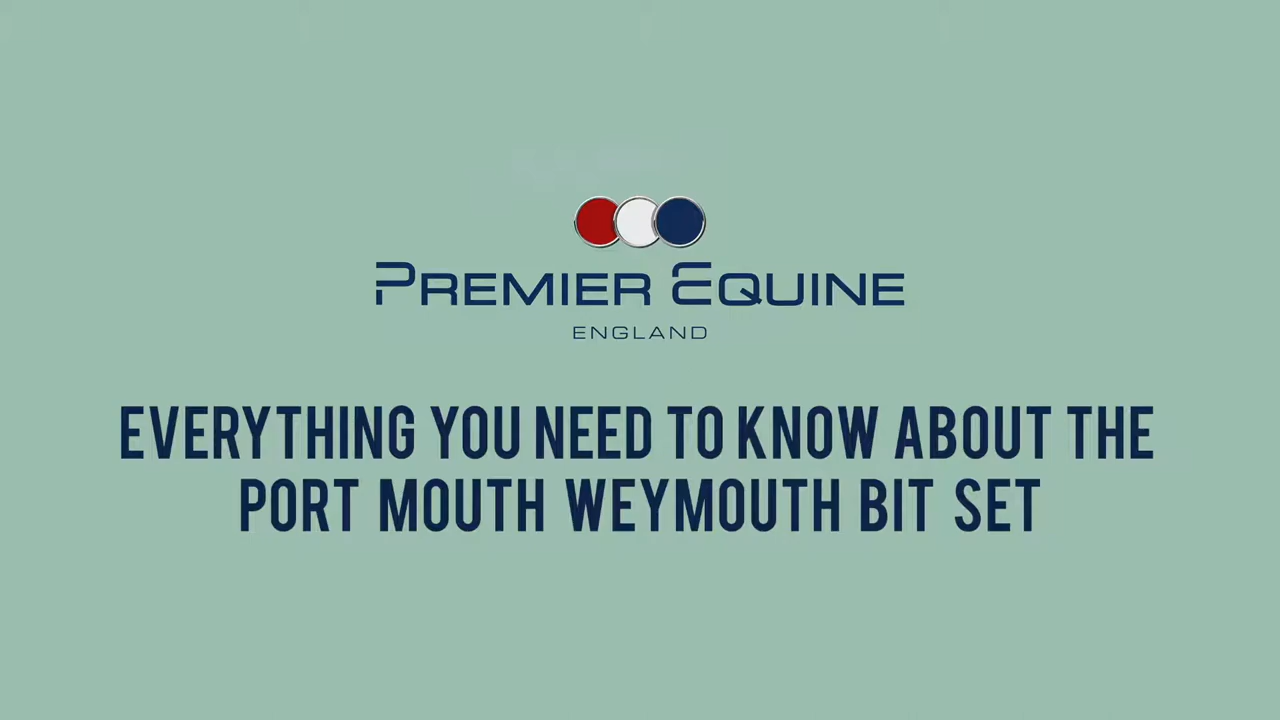 PREMIER EQUINE
ENGLAND
EVERYTHING YOU NEED TO KNOW ABOUT THE
PORT MOUTH WEYMOUTH BIT SET